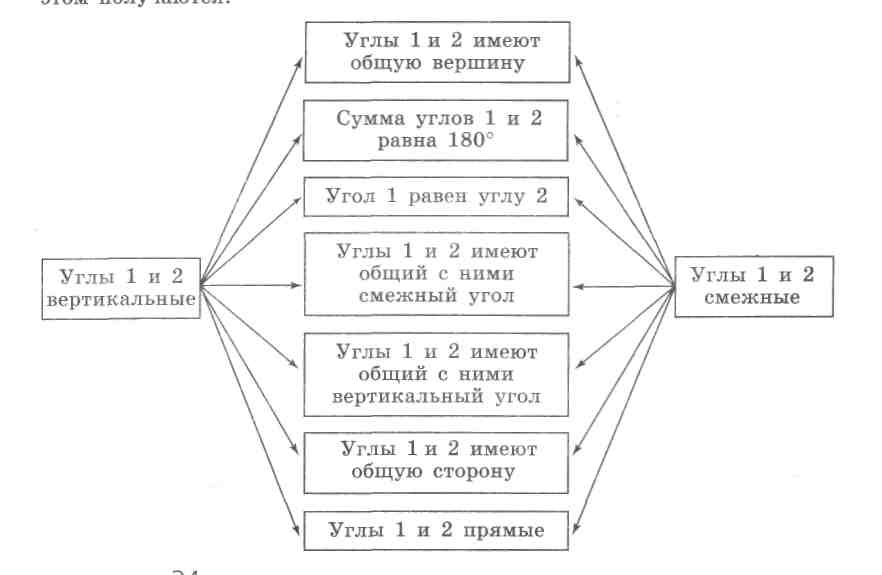 этом получаются:
Углы 1 и 2 имеют
общую вершину
Сумма углов 1 и 2
равна 180°
Угол 1 равен углу 2
Углы 1 и 2 имеют
общий с ними
смежный угол
Углы 1 и 2
вертикальные
Углы 1 и 2
смежные
Углы 1 и 2 имеют
общий с ними
вертикальный угол
Углы 1 и 2 имеют
общую сторону
Углы 1 и 2 прямые